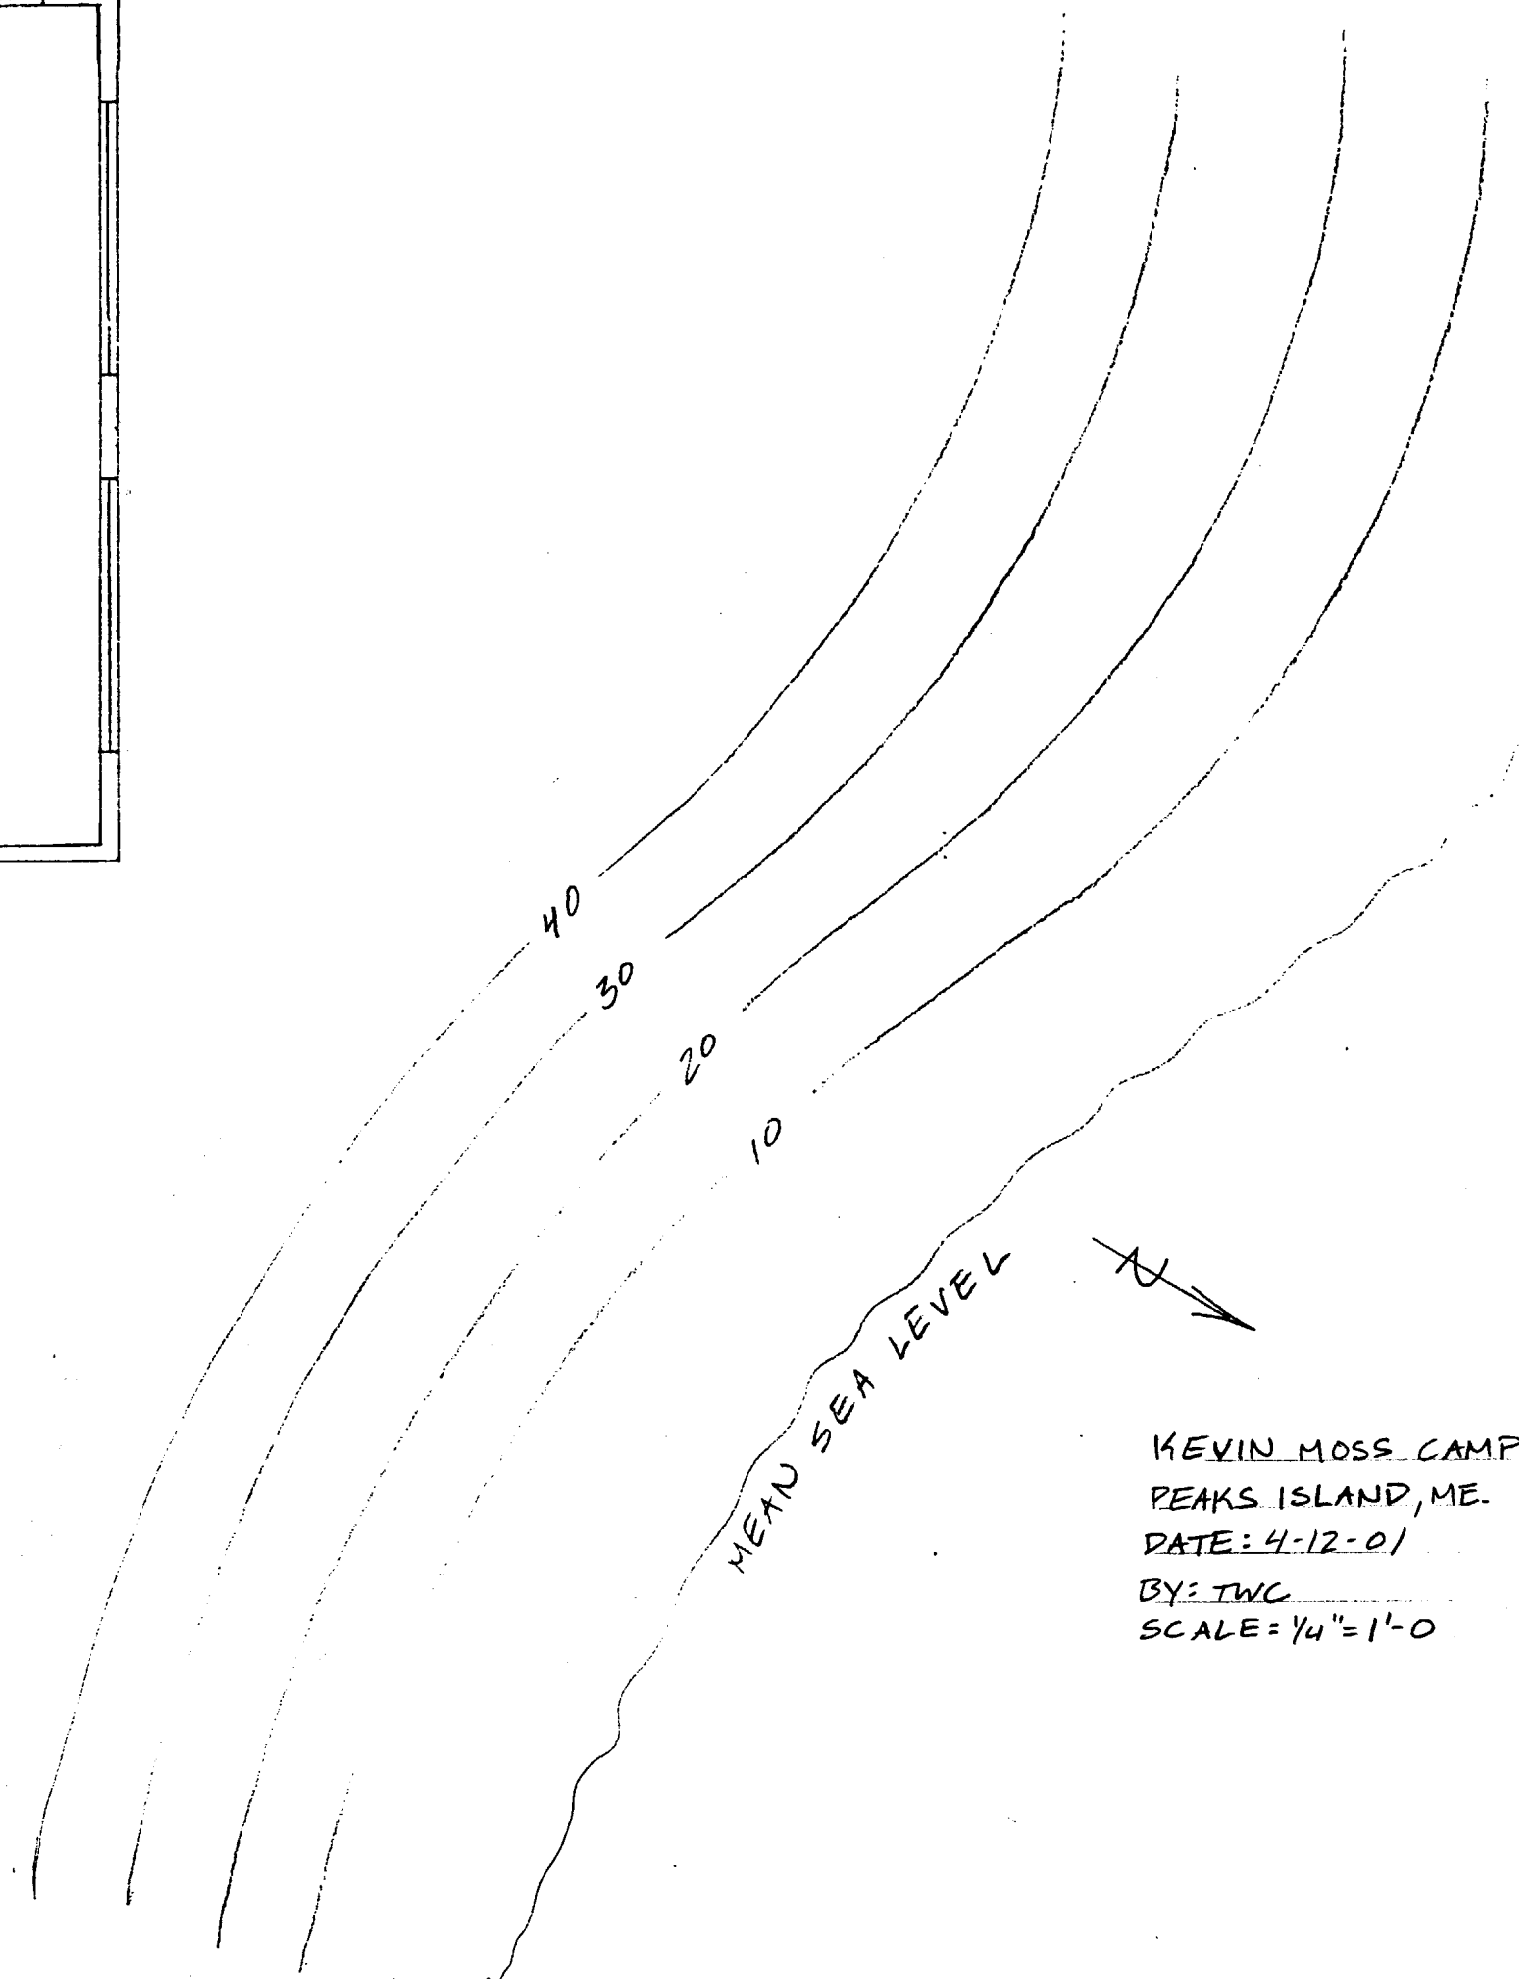 40
30
20
10
MEAN SEA LEVEL
N
KEVIN MOSS CAMP
PEAKS ISLAND, ME.
DATE: 4-12-01
BY: TWC
SCALE = 1/4" = 1'-0